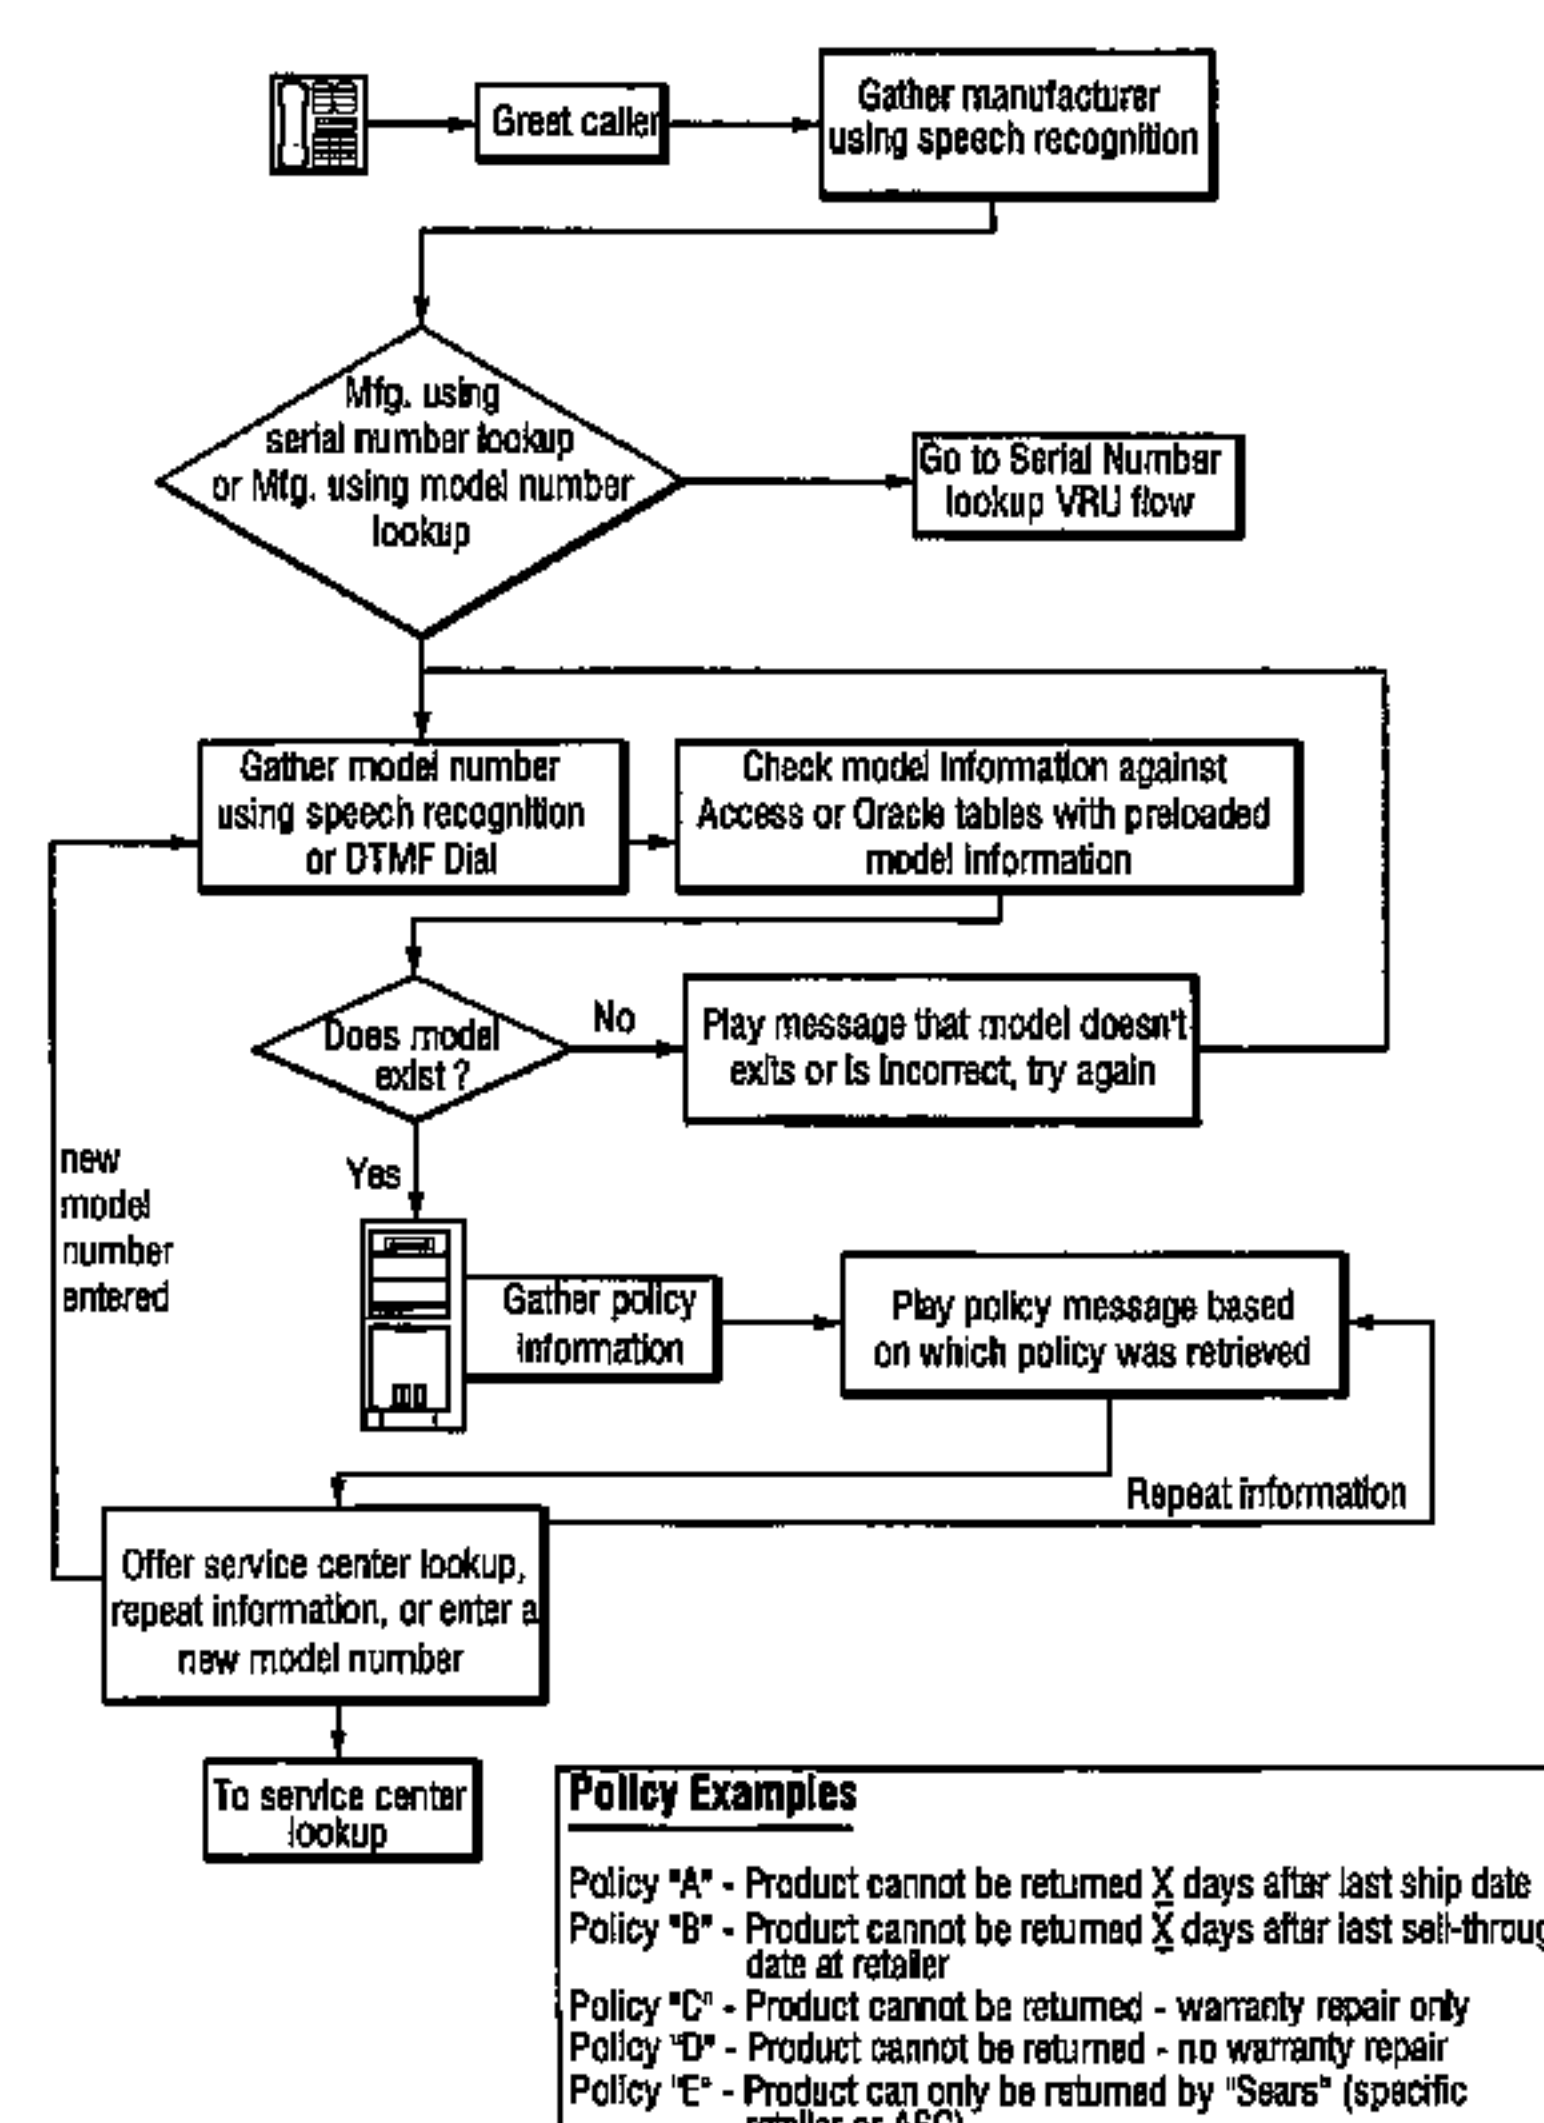 Greet caller
Gather manufacturer
using speech recognition
Mfg. using
serial number lookup
or Mfg. using model number
lookup
Go to Serial Number
lookup VRU flow
Gather model number
using speech recognition
or DTMF Dial
Check model information against
Access or Oracle tables with preloaded
model information
Does model
exist ?
No
Play message that model doesn't
exits or is incorrect, try again
Yes
new
model
number
entered
Gather policy
information
Play policy message based
on which policy was retrieved
Repeat information
Offer service center lookup,
repeat information, or enter a
new model number
To service center
lookup
Policy Examples
Policy "A" - Product cannot be returned X days after last ship date
Policy "B" - Product cannot be returned X days after last sell-throug
date at retailer
Policy "C" - Product cannot be returned - warranty repair only
Policy "D" - Product cannot be returned - no warranty repair
Policy "E" - Product can only be returned by "Sears" (specific
retailer or ASC)